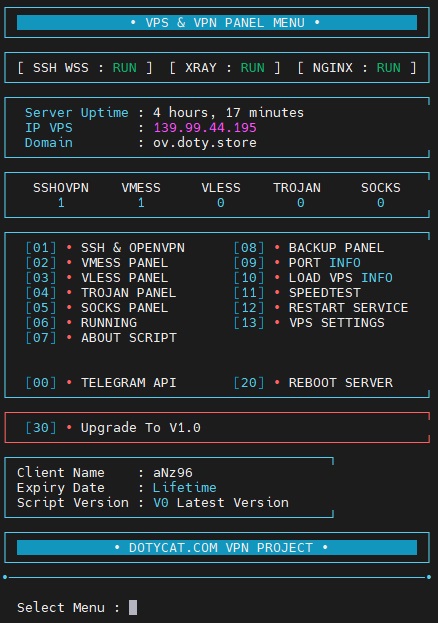 • VPS & VPN PANEL MENU •
[ SSH WSS : RUN ] [ XRAY : RUN ] [ NGINX : RUN ]
Server Uptime : 4 hours, 17 minutes
IP VPS : 139.99.44.195
Domain : ov.doty.store
SSHOVPN VMESS VLESS TROJAN SOCKS
1 1 0 0 0
[01] • SSH & OPENVPN [08] • BACKUP PANEL
[02] • VMESS PANEL [09] • PORT INFO
[03] • VLESS PANEL [10] • LOAD VPS INFO
[04] • TROJAN PANEL [11] • SPEEDTEST
[05] • SOCKS PANEL [12] • RESTART SERVICE
[06] • RUNNING [13] • VPS SETTINGS
[07] • ABOUT SCRIPT
[00] • TELEGRAM API [20] • REBOOT SERVER
[30] • Upgrade To V1.0
Client Name : aNz96
Expiry Date : Lifetime
Script Version : V0 Latest Version
• DOTYCAT.COM VPN PROJECT •
Select Menu :